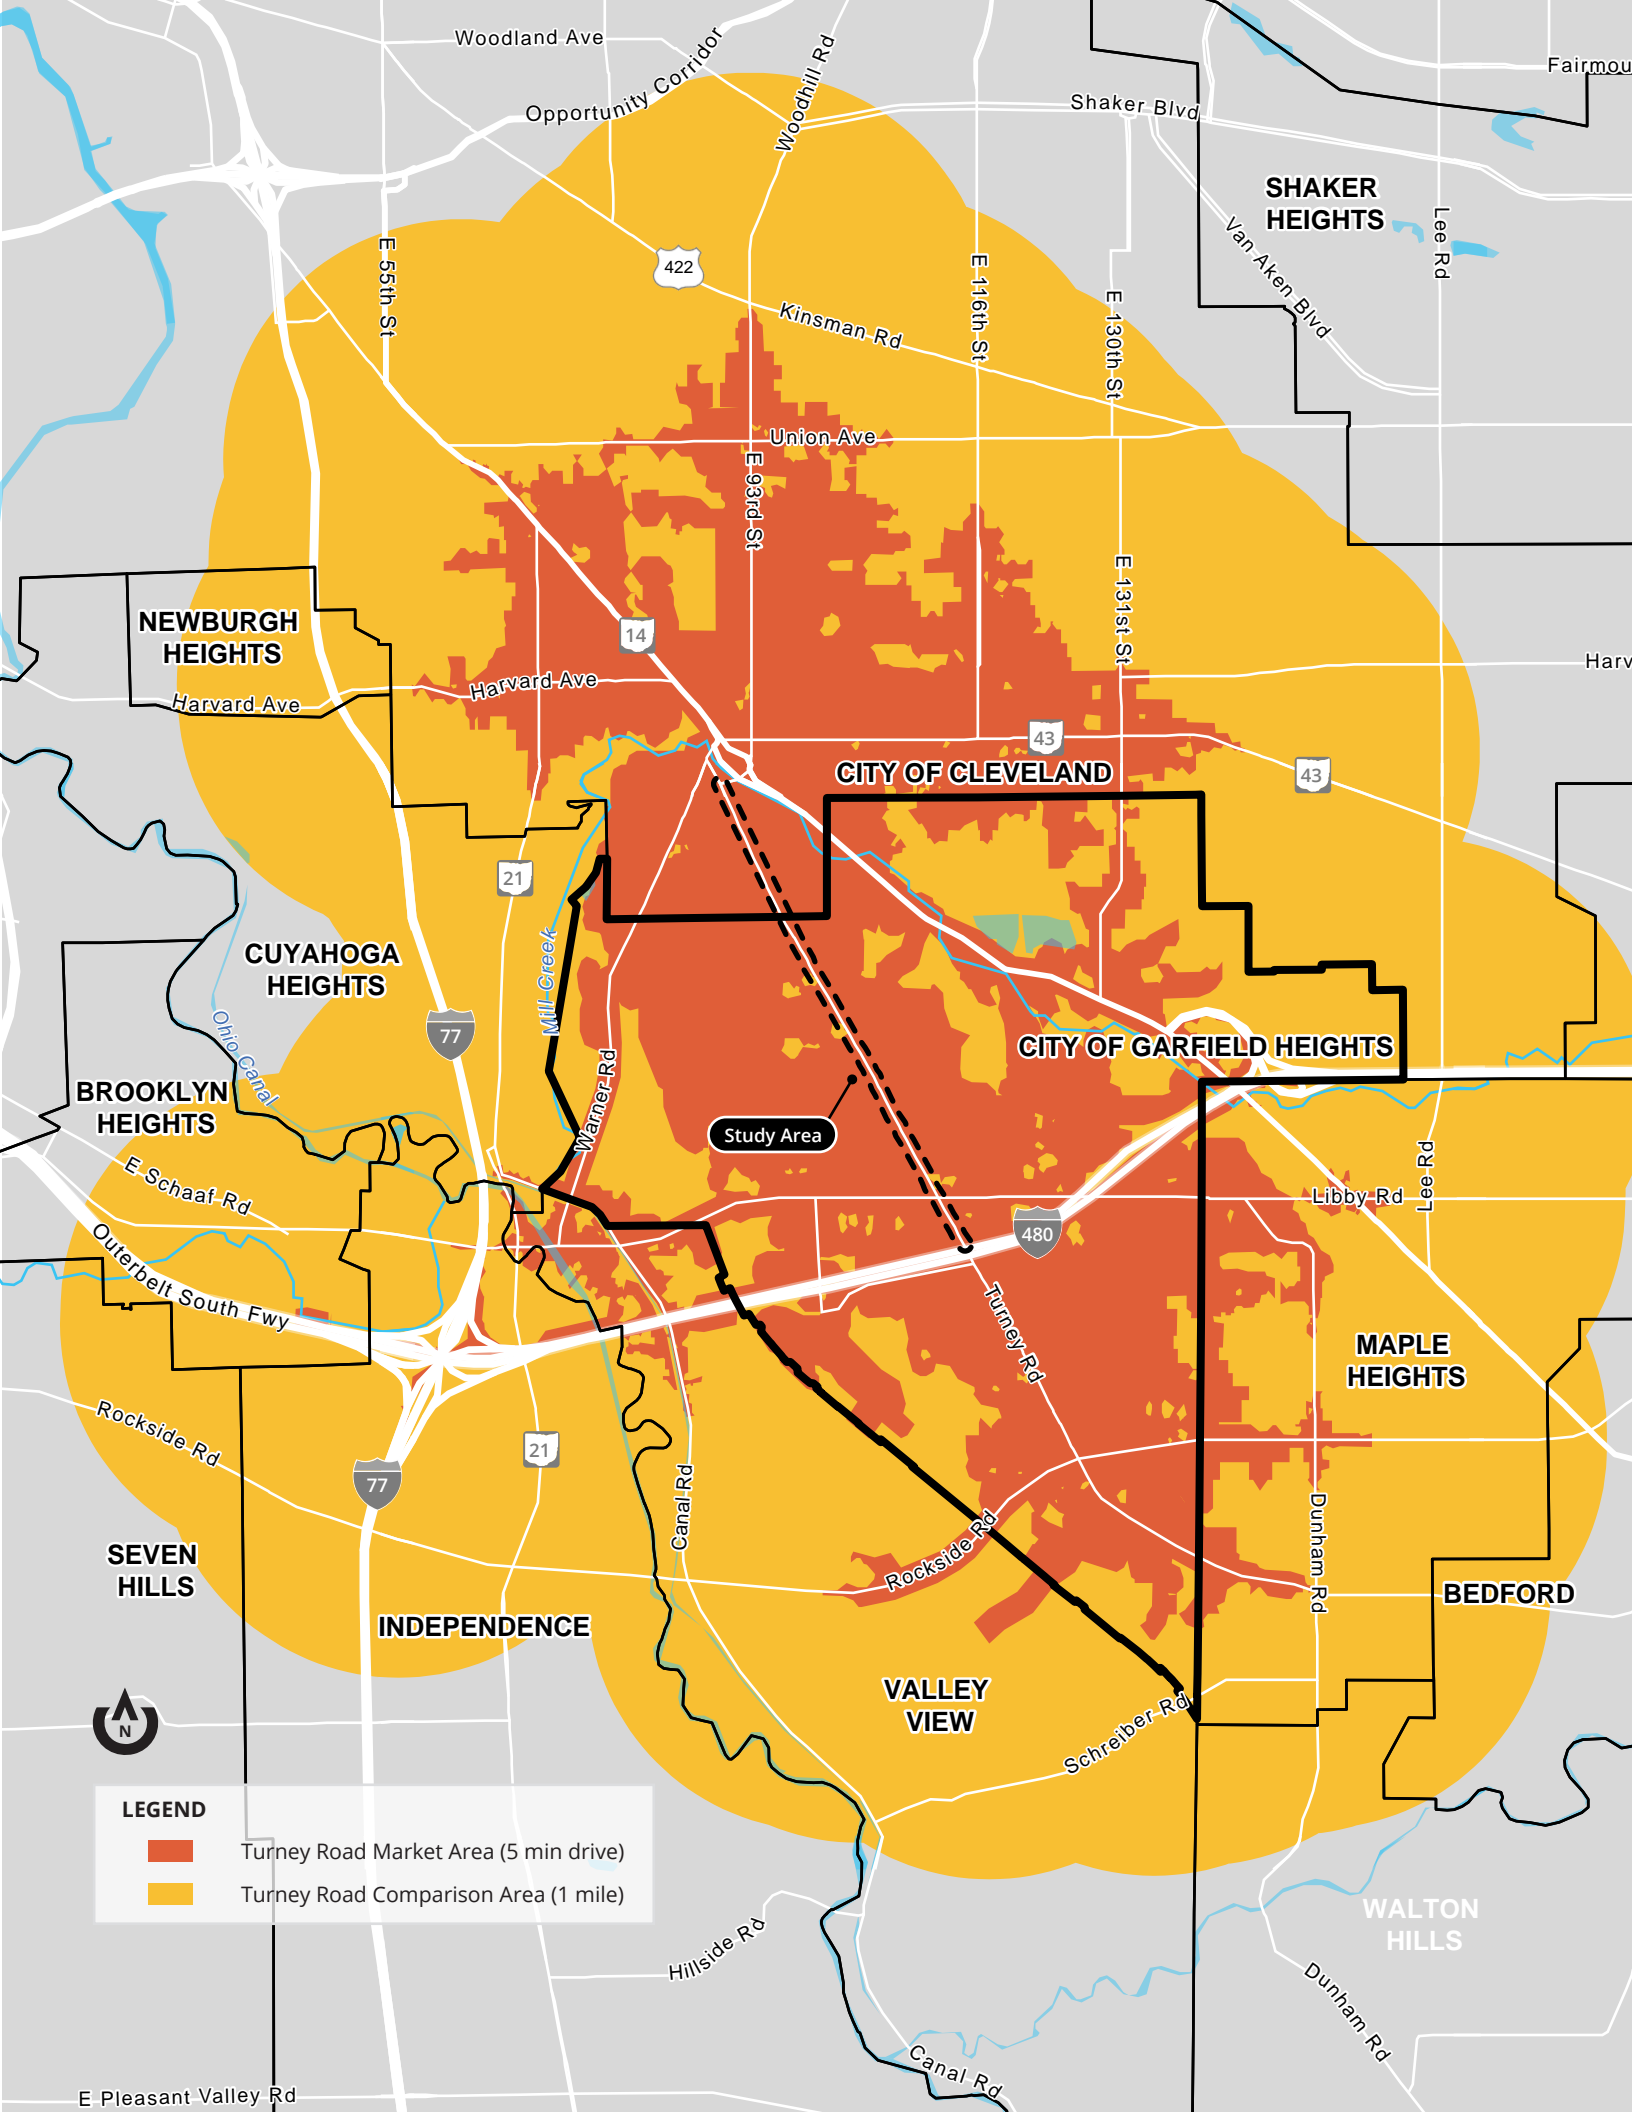 Woodland Ave
Opportunity Corridor
Woodhill Rd
Shaker Blvd
Fairmou
SHAKER
HEIGHTS
Lee Rd
Van Aken Blvd
E 55th St
422
Kinsman Rd
E 116th St
E 130th St
Union Ave
E 93rd St
E 131st St
NEWBURGH
HEIGHTS
Harvard Ave
14
Harvard Ave
Harv
43
CITY OF CLEVELAND
43
21
CUYAHOGA
HEIGHTS
Mill Creek
Ohio Canal
77
CITY OF GARFIELD HEIGHTS
BROOKLYN
HEIGHTS
Warner Rd
Study Area
E Schaaf Rd
Libby Rd
Lee Rd
480
Outerbelt South Fwy
Turney Rd
MAPLE
HEIGHTS
Rockside Rd
21
77
Canal Rd
Rockside Rd
Dunham Rd
SEVEN
HILLS
BEDFORD
INDEPENDENCE
VALLEY
VIEW
Schreiber Rd
N
LEGEND
Turney Road Market Area (5 min drive)
Turney Road Comparison Area (1 mile)
WALTON
HILLS
Hillside Rd
Dunham Rd
Canal Rd
E Pleasant Valley Rd